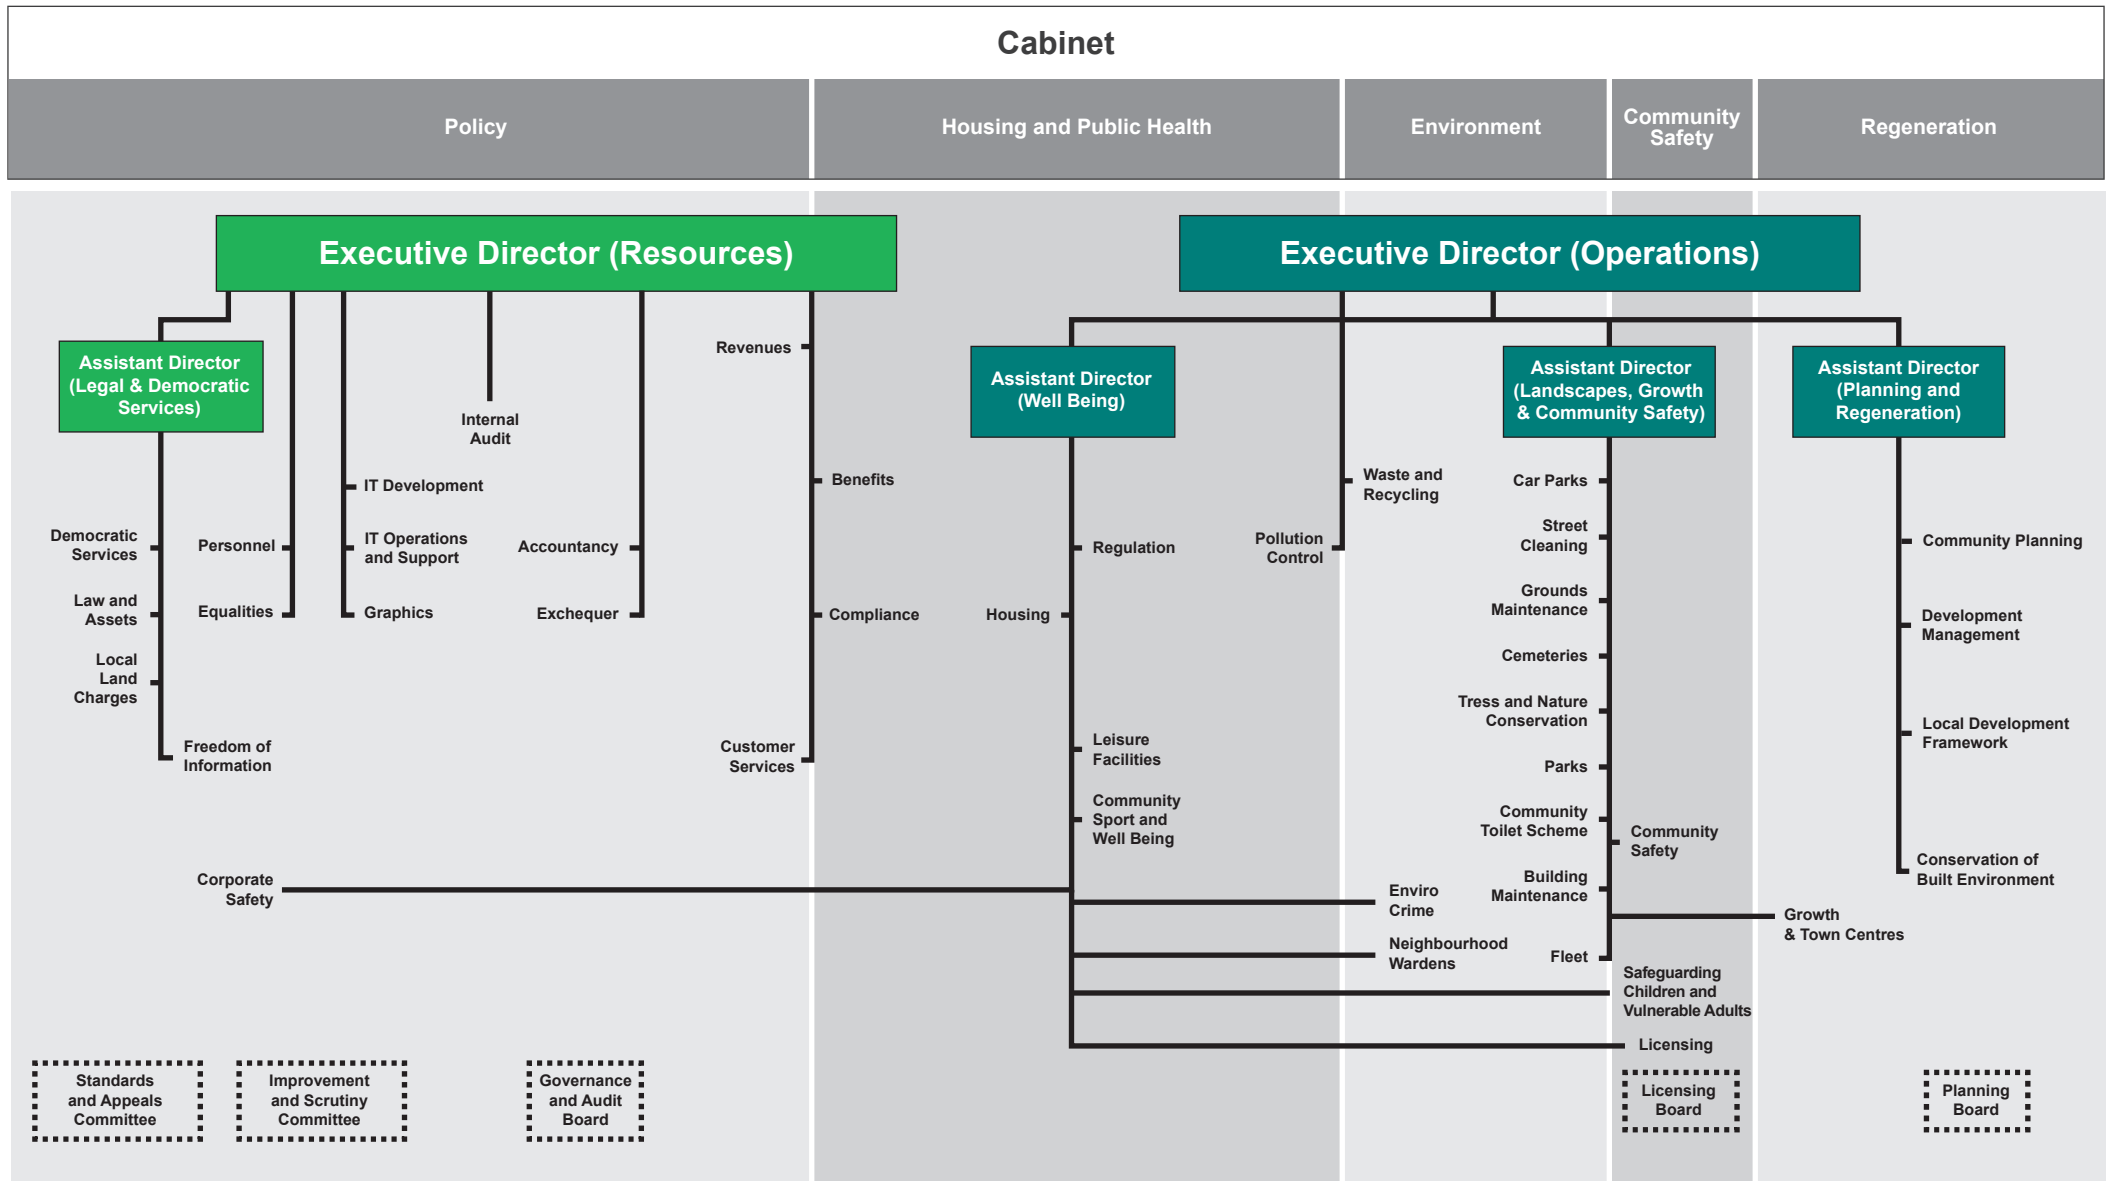 Cabinet
Policy
Housing and Public Health
Environment
Community
Safety
Regeneration
Executive Director (Resources)
Executive Director (Operations)
Assistant Director
(Legal & Democratic
Services)
Revenues
Internal
Audit
IT Development
Benefits
Democratic
Services
Personnel
IT Operations
and Support
Accountancy
Law and
Assets
Equalities
Graphics
Exchequer
Compliance
Local
Land
Charges
Freedom of
Information
Customer
Services
Corporate
Safety
Assistant Director
(Well Being)
Regulation
Housing
Leisure
Facilities
Community
Sport and
Well Being
Waste and
Recycling
Pollution
Control
Enviro
Crime
Neighbourhood
Wardens
Assistant Director
(Landscapes, Growth
& Community Safety)
Car Parks
Street
Cleaning
Grounds
Maintenance
Cemeteries
Tress and Nature
Conservation
Parks
Community
Toilet Scheme
Community
Safety
Building
Maintenance
Growth
& Town Centres
Fleet
Safeguarding
Children and
Vulnerable Adults
Licensing
Assistant Director
(Planning and
Regeneration)
Community Planning
Development
Management
Local Development
Framework
Conservation of
Built Environment
Standards
and Appeals
Committee
Improvement
and Scrutiny
Committee
Governance
and Audit
Board
Licensing
Board
Planning
Board